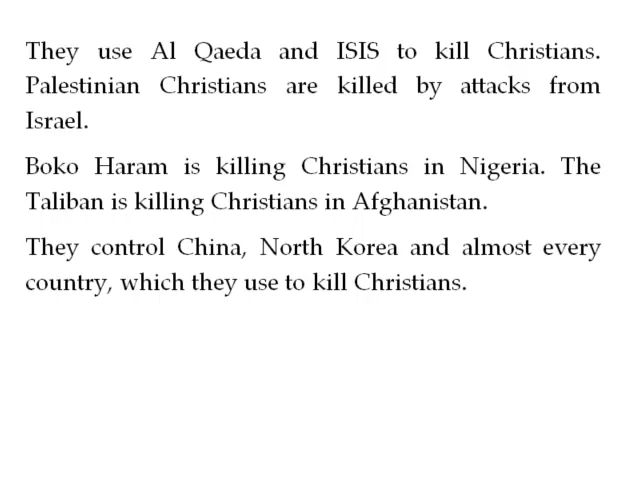 They use Al Qaeda and ISIS to kill Christians.
Palestinian Christians are killed by attacks from
Israel.
Boko Haram is killing Christians in Nigeria. The
Taliban is killing Christians in Afghanistan.
They control China, North Korea and almost every
country, which they use to kill Christians.